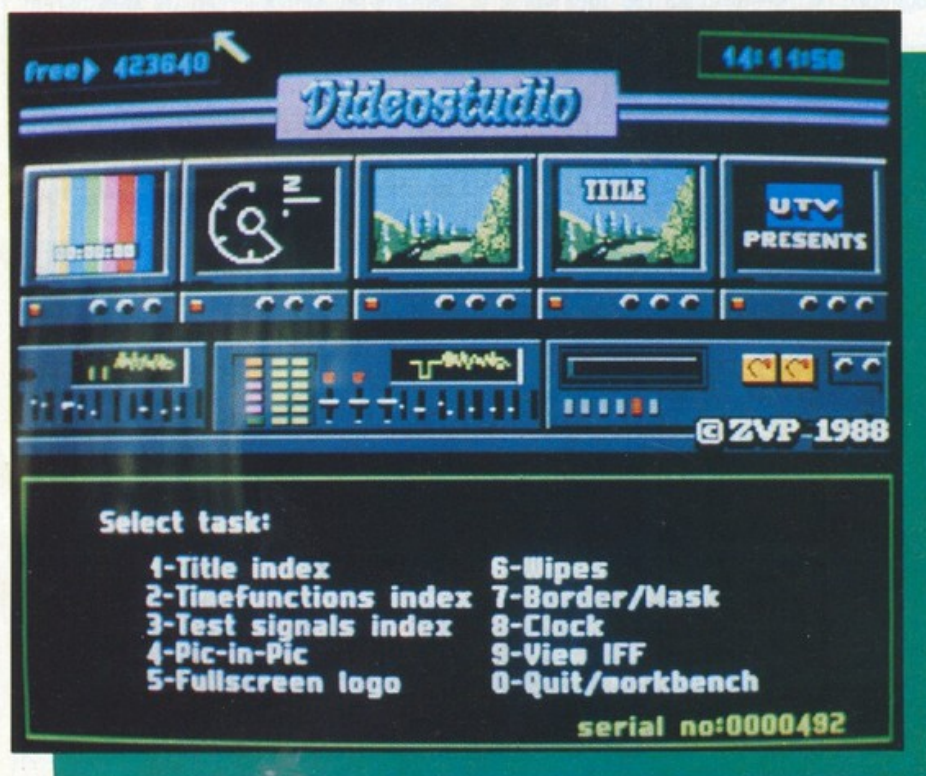 free▶ 423640
14:11:56
Videostudio
00:00:00
TITLE
UTV
PRESENTS
© ZVP 1988
Select task:
1-Title index
2-Timefunctions index
3-Test signals index
4-Pic-in-Pic
5-Fullscreen logo
6-Wipes
7-Border/Mask
8-Clock
9-View IFF
0-Quit/workbench
serial no:0000492